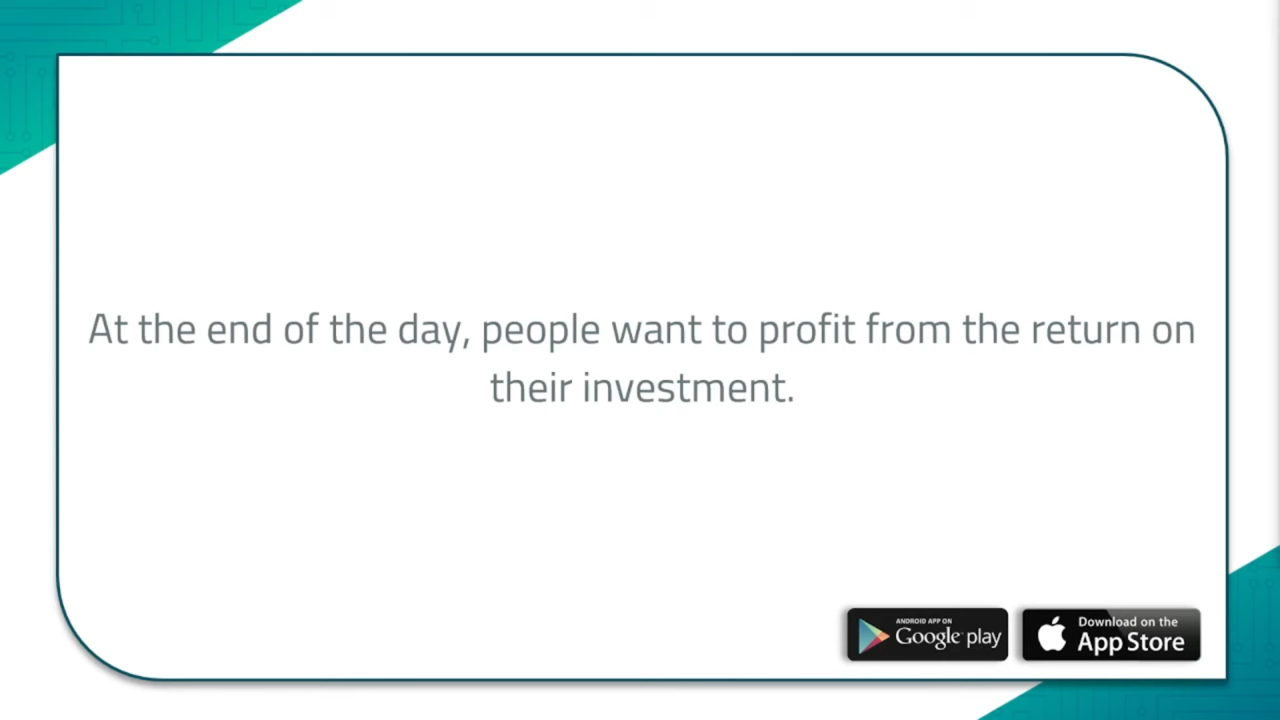 At the end of the day, people want to profit from the return on
their investment.
ANDROID APP ON
Google play
Download on the
App Store